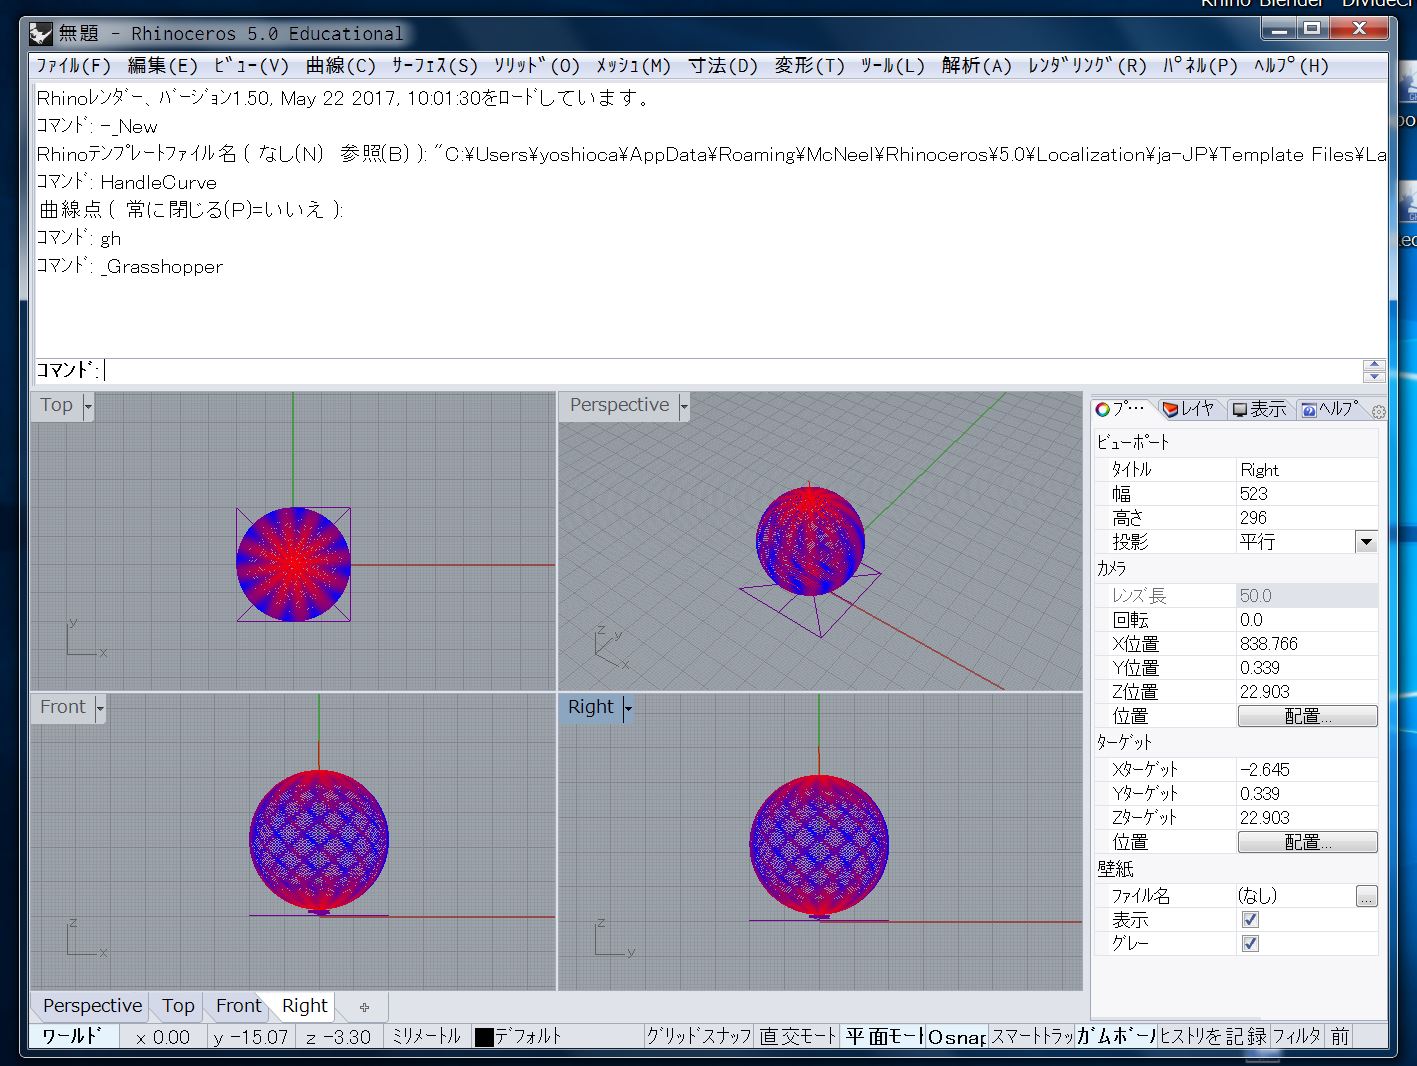 Rhino Blender DivideCr
無題 - Rhinoceros 5.0 Educational
ﾌｧｲﾙ(F) 編集(E) ﾋﾞｭｰ(V) 曲線(C) ｻｰﾌｪｽ(S) ｿﾘｯﾄﾞ(O) ﾒｯｼｭ(M) 寸法(D) 変形(T) ﾂｰﾙ(L) 解析(A) ﾚﾝﾀﾞﾘﾝｸﾞ(R) ﾊﾟﾈﾙ(P) ﾍﾙﾌﾟ(H)
Rhinoﾚﾝﾀﾞｰ、ﾊﾞｰｼﾞｮﾝ1.50, May 22 2017, 10:01:30をﾛｰﾄﾞしています。
ｺﾏﾝﾄﾞ: -_New
Rhinoﾃﾝﾌﾟﾚｰﾄﾌｧｲﾙ名 ( なし(N) 参照(B) ): "C:¥Users¥yoshioca¥AppData¥Roaming¥McNeel¥Rhinoceros¥5.0¥Localization¥ja-JP¥Template Files¥La
ｺﾏﾝﾄﾞ: HandleCurve
曲線点 ( 常に閉じる(P)=いいえ ):
ｺﾏﾝﾄﾞ: gh
ｺﾏﾝﾄﾞ: _Grasshopper
ｺﾏﾝﾄﾞ:
Top
Perspective
y
x
z
y
x
Front
Right
z
x
z
y
ﾌﾟ… ﾚｲﾔ 表示 ﾍﾙﾌﾟ
ﾋﾞｭｰﾎﾟｰﾄ
ﾀｲﾄﾙ Right
幅 523
高さ 296
投影 平行
ｶﾒﾗ
ﾚﾝｽﾞ長 50.0
回転 0.0
X位置 838.766
Y位置 0.339
Z位置 22.903
位置 配置...
ﾀｰｹﾞｯﾄ
Xﾀｰｹﾞｯﾄ -2.645
Yﾀｰｹﾞｯﾄ 0.339
Zﾀｰｹﾞｯﾄ 22.903
位置 配置...
壁紙
ﾌｧｲﾙ名 (なし) ...
表示
ｸﾞﾚｰ
Perspective Top Front Right
ﾜｰﾙﾄﾞ x 0.00 y -15.07 z -3.30 ﾐﾘﾒｰﾄﾙ ﾃﾞﾌｫﾙﾄ ｸﾞﾘｯﾄﾞｽﾅｯﾌ 直交ﾓｰﾄ 平面ﾓｰﾄ Osnap ｽﾏｰﾄﾄﾗｯ ｶﾞﾑﾎﾞｰﾙ ﾋｽﾄﾘを記録 ﾌｨﾙﾀ 前